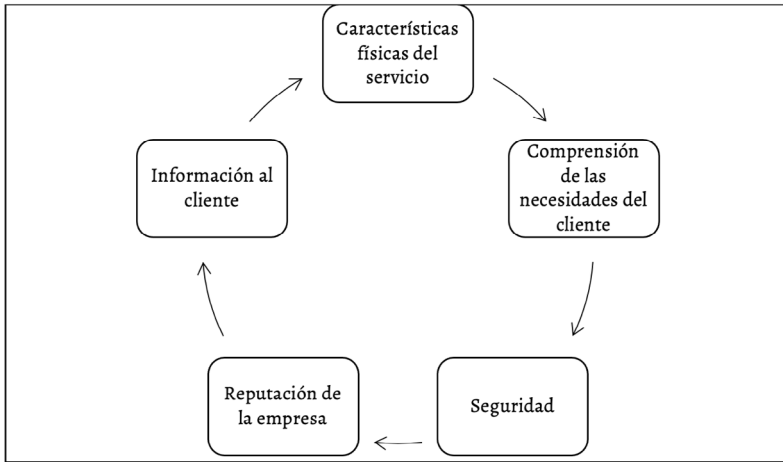 Características
físicas del
servicio
Comprensión
de las
necesidades del
cliente
Seguridad
Reputación de
la empresa
Información al
cliente